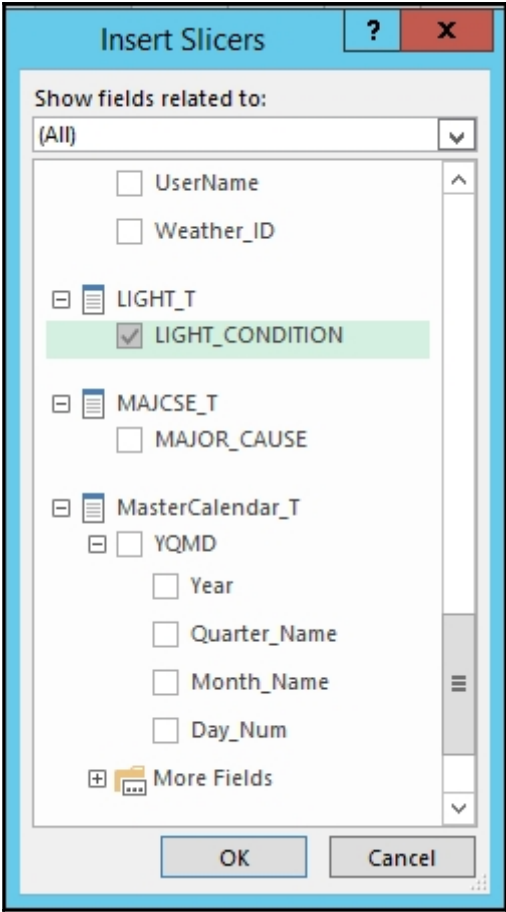 Insert Slicers
?
x
Show fields related to:
(All)
UserName
Weather_ID
LIGHT_T
LIGHT_CONDITION
MAJCSE_T
MAJOR_CAUSE
MasterCalendar_T
YQMD
Year
Quarter_Name
Month_Name
Day_Num
More Fields
OK
Cancel